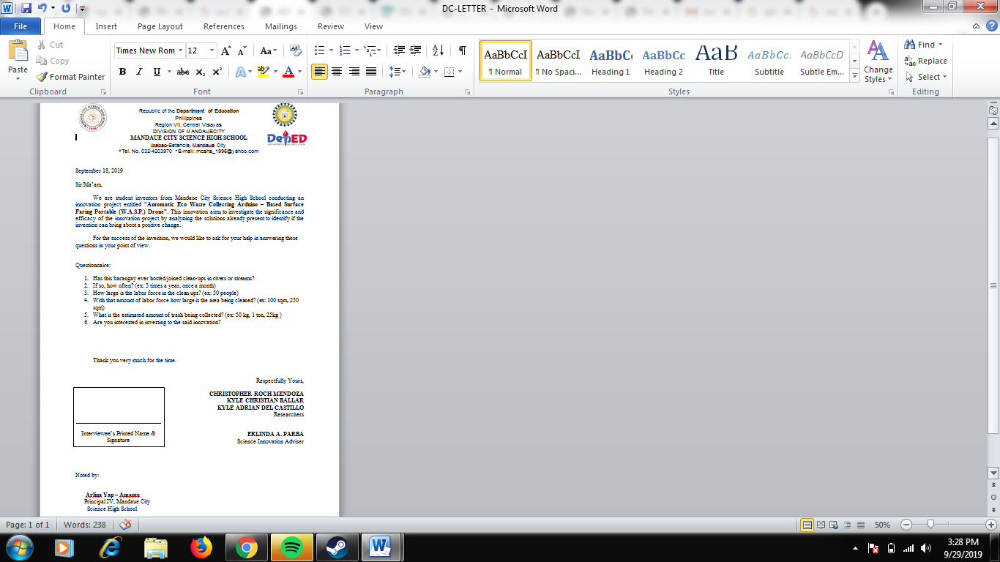 DC-LETTER - Microsoft Word
File Home Insert Page Layout References Mailings Review View
Paste
Cut
Copy
Format Painter
Clipboard
Times New Rom 12
Font
Paragraph
AaBbCcI AaBbCcI AaBbCc AaBbCc AaB AaBbCc. AaBbCcD
¶ Normal ¶ No Spaci... Heading 1 Heading 2 Title Subtitle Subtle Em...
Styles
Change Styles
Find
Replace
Select
Editing
Republic of the Department of Education
Philippines
Region VII, Central Visayas
DIVISION OF MANDAUECITY
MANDAUE CITY SCIENCE HIGH SCHOOL
Ibabao-Estancia, Mandaue City
*Tel. No. 032-4203970 *E-mail: mcshs_1996@yahoo.com
DepED
DEPARTMENT OF EDUCATION
September 18, 2019
Sir/Ma'am,
We are student inventors from Mandaue City Science High School conducting an
innovation project entitled "Automatic Eco Waste Collecting Arduino – Based Surface
Faring Portable (W.A.S.P.) Drone". This innovation aims to investigate the significance and
efficacy of the innovation project by analyzing the solutions already present to identify if the
invention can bring about a positive change.
For the success of the invention, we would like to ask for your help in answering these
questions in your point of view.
Questionnaire:
1. Has this barangay ever hosted/joined clean-ups in rivers or streams?
2. If so, how often? (ex: 3 times a year, once a month)
3. How large is the labor force in the clean ups? (ex: 50 people)
4. With that amount of labor force how large is the area being cleaned? (ex: 100 sqm, 250
sqm)
5. What is the estimated amount of trash being collected? (ex: 50 kg, 1 ton, 25kg )
6. Are you interested in investing to the said innovation?
Thank you very much for the time.
Respectfully Yours,
CHRISTOPHER ROCH MENDOZA
KYLE CHRISTIAN BALLAR
KYLE ADRIAN DEL CASTILLO
Researchers
Interviewee's Printed Name &
Signature
ERLINDA A. PARBA
Science Innovation Adviser
Noted by:
Arlina Yap – Amante
Principal IV, Mandaue City
Science High School
Page: 1 of 1 Words: 238 50%
3:28 PM
9/29/2019